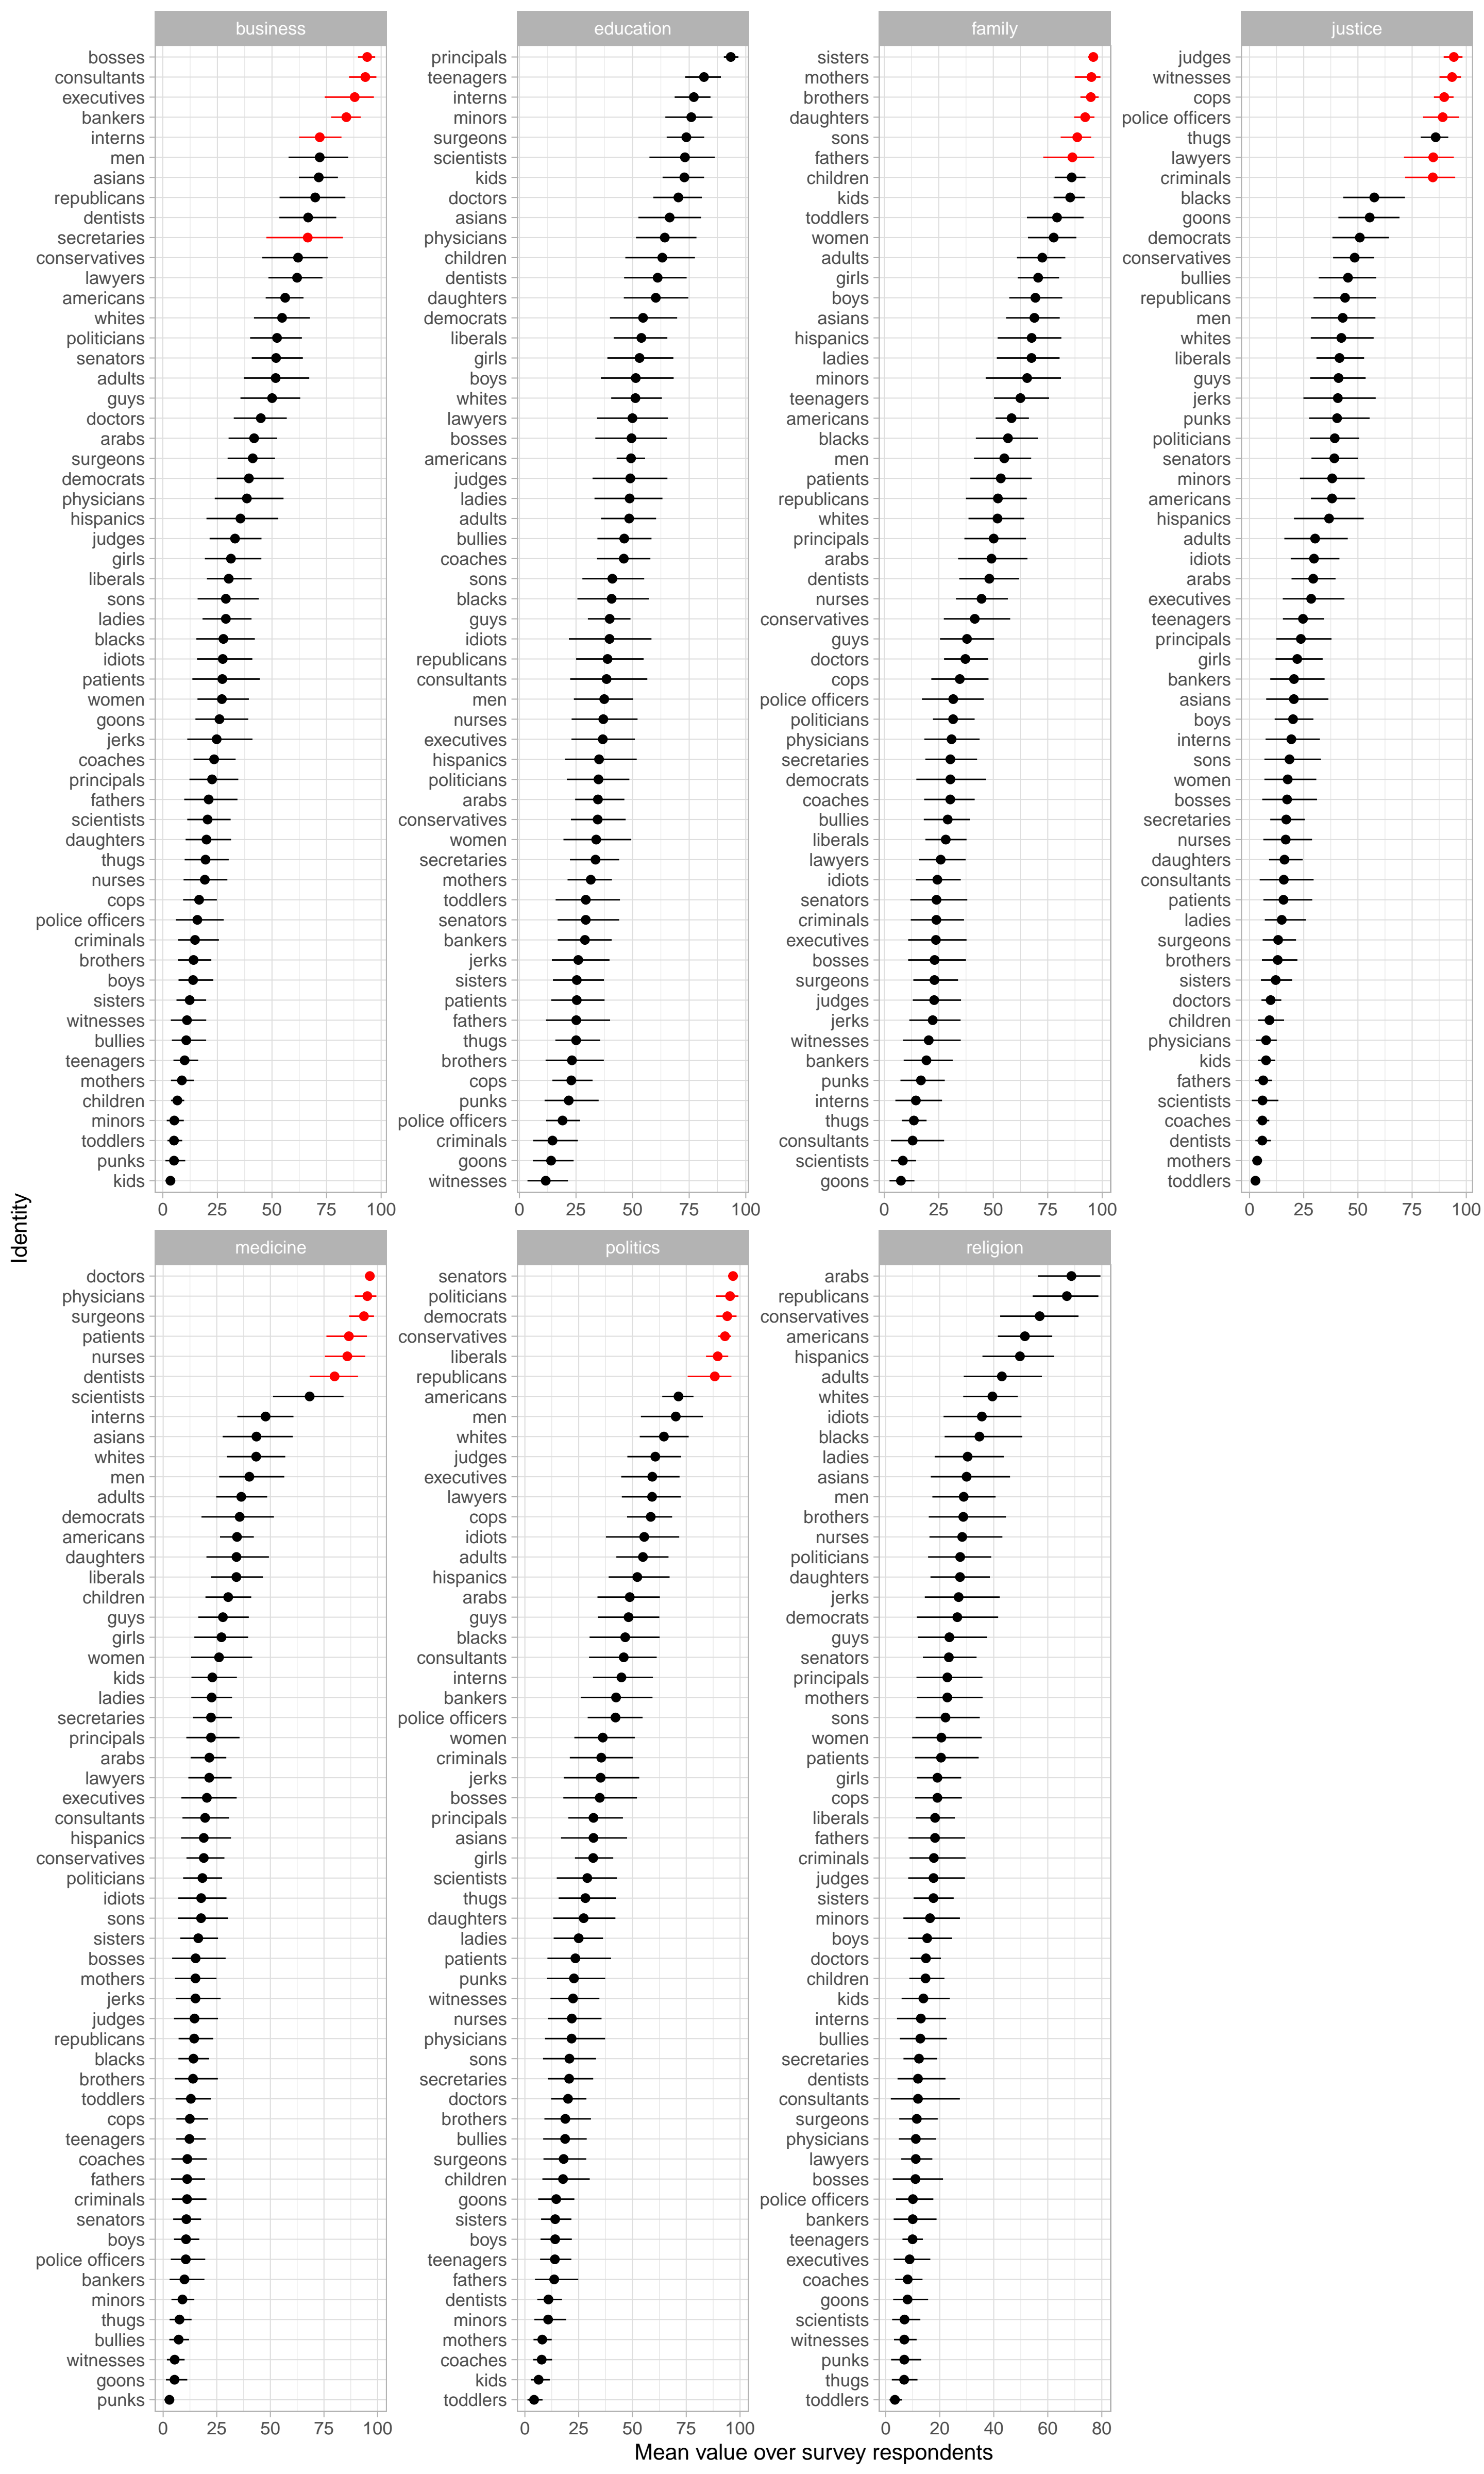 business
bosses
consultants
executives
bankers
interns
men
asians
republicans
dentists
secretaries
conservatives
lawyers
americans
whites
politicians
senators
adults
guys
doctors
arabs
surgeons
democrats
physicians
hispanics
judges
girls
liberals
sons
ladies
blacks
idiots
patients
women
goons
jerks
coaches
principals
fathers
scientists
daughters
thugs
nurses
cops
police officers
criminals
brothers
boys
sisters
witnesses
bullies
teenagers
mothers
children
minors
toddlers
punks
kids
0 25 50 75 100
education
principals
teenagers
interns
minors
surgeons
scientists
kids
doctors
asians
physicians
children
dentists
daughters
democrats
liberals
girls
boys
whites
lawyers
bosses
americans
judges
ladies
adults
bullies
coaches
sons
blacks
guys
idiots
republicans
consultants
men
nurses
executives
hispanics
politicians
arabs
conservatives
women
secretaries
mothers
toddlers
senators
bankers
jerks
sisters
patients
fathers
thugs
brothers
cops
punks
police officers
criminals
goons
witnesses
0 25 50 75 100
family
sisters
mothers
brothers
daughters
sons
fathers
children
kids
toddlers
women
adults
girls
boys
asians
hispanics
ladies
minors
teenagers
americans
blacks
men
patients
republicans
whites
principals
arabs
dentists
nurses
conservatives
guys
doctors
cops
police officers
politicians
physicians
secretaries
democrats
coaches
bullies
liberals
lawyers
idiots
senators
criminals
executives
bosses
surgeons
judges
jerks
witnesses
bankers
punks
interns
thugs
consultants
scientists
goons
0 25 50 75 100
justice
judges
witnesses
cops
police officers
thugs
lawyers
criminals
blacks
goons
democrats
conservatives
bullies
republicans
men
whites
liberals
guys
jerks
punks
politicians
senators
minors
americans
hispanics
adults
idiots
arabs
executives
teenagers
principals
girls
bankers
asians
boys
interns
sons
women
bosses
secretaries
nurses
daughters
consultants
patients
ladies
surgeons
brothers
sisters
doctors
children
physicians
kids
fathers
scientists
coaches
dentists
mothers
toddlers
0 25 50 75 100
Identity
medicine
doctors
physicians
surgeons
patients
nurses
dentists
scientists
interns
asians
whites
men
adults
democrats
americans
daughters
liberals
children
guys
girls
women
kids
ladies
secretaries
principals
arabs
lawyers
executives
consultants
hispanics
conservatives
politicians
idiots
sons
sisters
bosses
mothers
jerks
judges
republicans
blacks
brothers
toddlers
cops
teenagers
coaches
fathers
criminals
senators
boys
police officers
bankers
minors
thugs
bullies
witnesses
goons
punks
0 25 50 75 100
politics
senators
politicians
democrats
conservatives
liberals
republicans
americans
men
whites
judges
executives
lawyers
cops
idiots
adults
hispanics
arabs
guys
blacks
consultants
interns
bankers
police officers
women
criminals
jerks
bosses
principals
asians
girls
scientists
thugs
daughters
ladies
patients
punks
witnesses
nurses
physicians
sons
secretaries
doctors
brothers
bullies
surgeons
children
goons
sisters
boys
teenagers
fathers
dentists
minors
mothers
coaches
kids
toddlers
0 25 50 75 100
religion
arabs
republicans
conservatives
americans
hispanics
adults
whites
idiots
blacks
ladies
asians
men
brothers
nurses
politicians
daughters
jerks
democrats
guys
senators
principals
mothers
sons
women
patients
girls
cops
liberals
fathers
criminals
judges
sisters
minors
boys
doctors
children
kids
interns
bullies
secretaries
dentists
consultants
surgeons
physicians
lawyers
bosses
police officers
bankers
teenagers
executives
coaches
goons
scientists
witnesses
punks
thugs
toddlers
0 20 40 60 80
Mean value over survey respondents